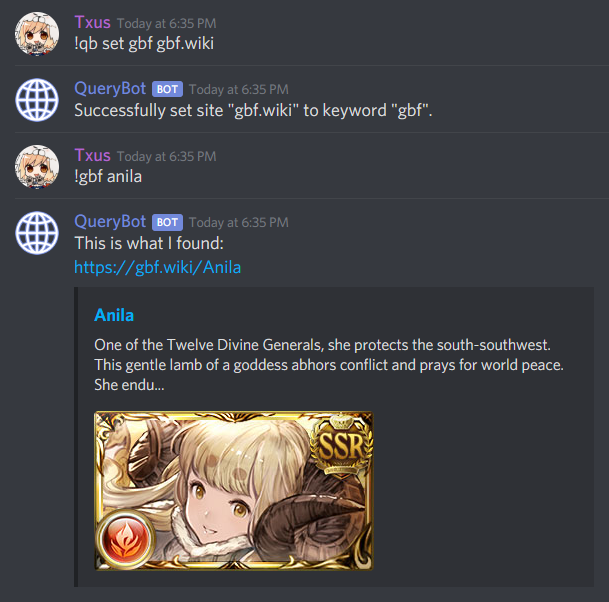 Txus Today at 6:35 PM
!qb set gbf gbf.wiki
QueryBot BOT Today at 6:35 PM
Successfully set site "gbf.wiki" to keyword "gbf".
Txus Today at 6:35 PM
!gbf anila
QueryBot BOT Today at 6:35 PM
This is what I found:
https://gbf.wiki/Anila
Anila
One of the Twelve Divine Generals, she protects the south-southwest.
This gentle lamb of a goddess abhors conflict and prays for world peace.
She endu...
SSR